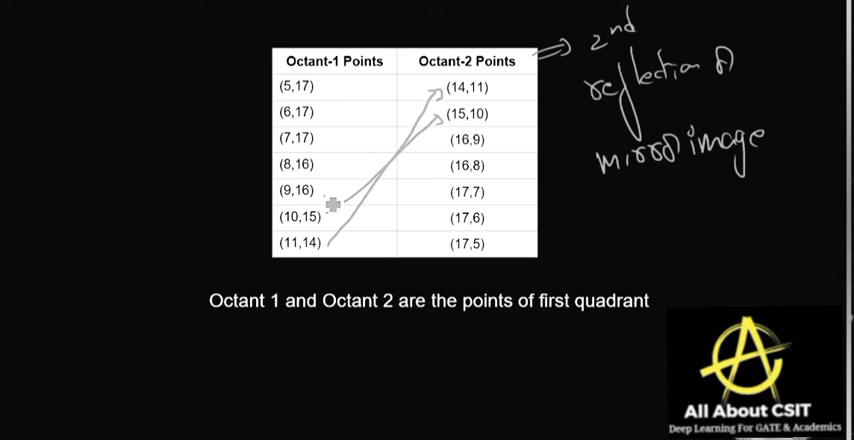 Octant-1 Points Octant-2 Points
(5,17) (14,11)
(6,17) (15,10)
(7,17) (16,9)
(8,16) (16,8)
(9,16) (17,7)
(10,15) (17,6)
(11,14) (17,5)
⇒ 2nd
reflection or
mirror image
Octant 1 and Octant 2 are the points of first quadrant
All About CSIT
Deep Learning For GATE & Academics